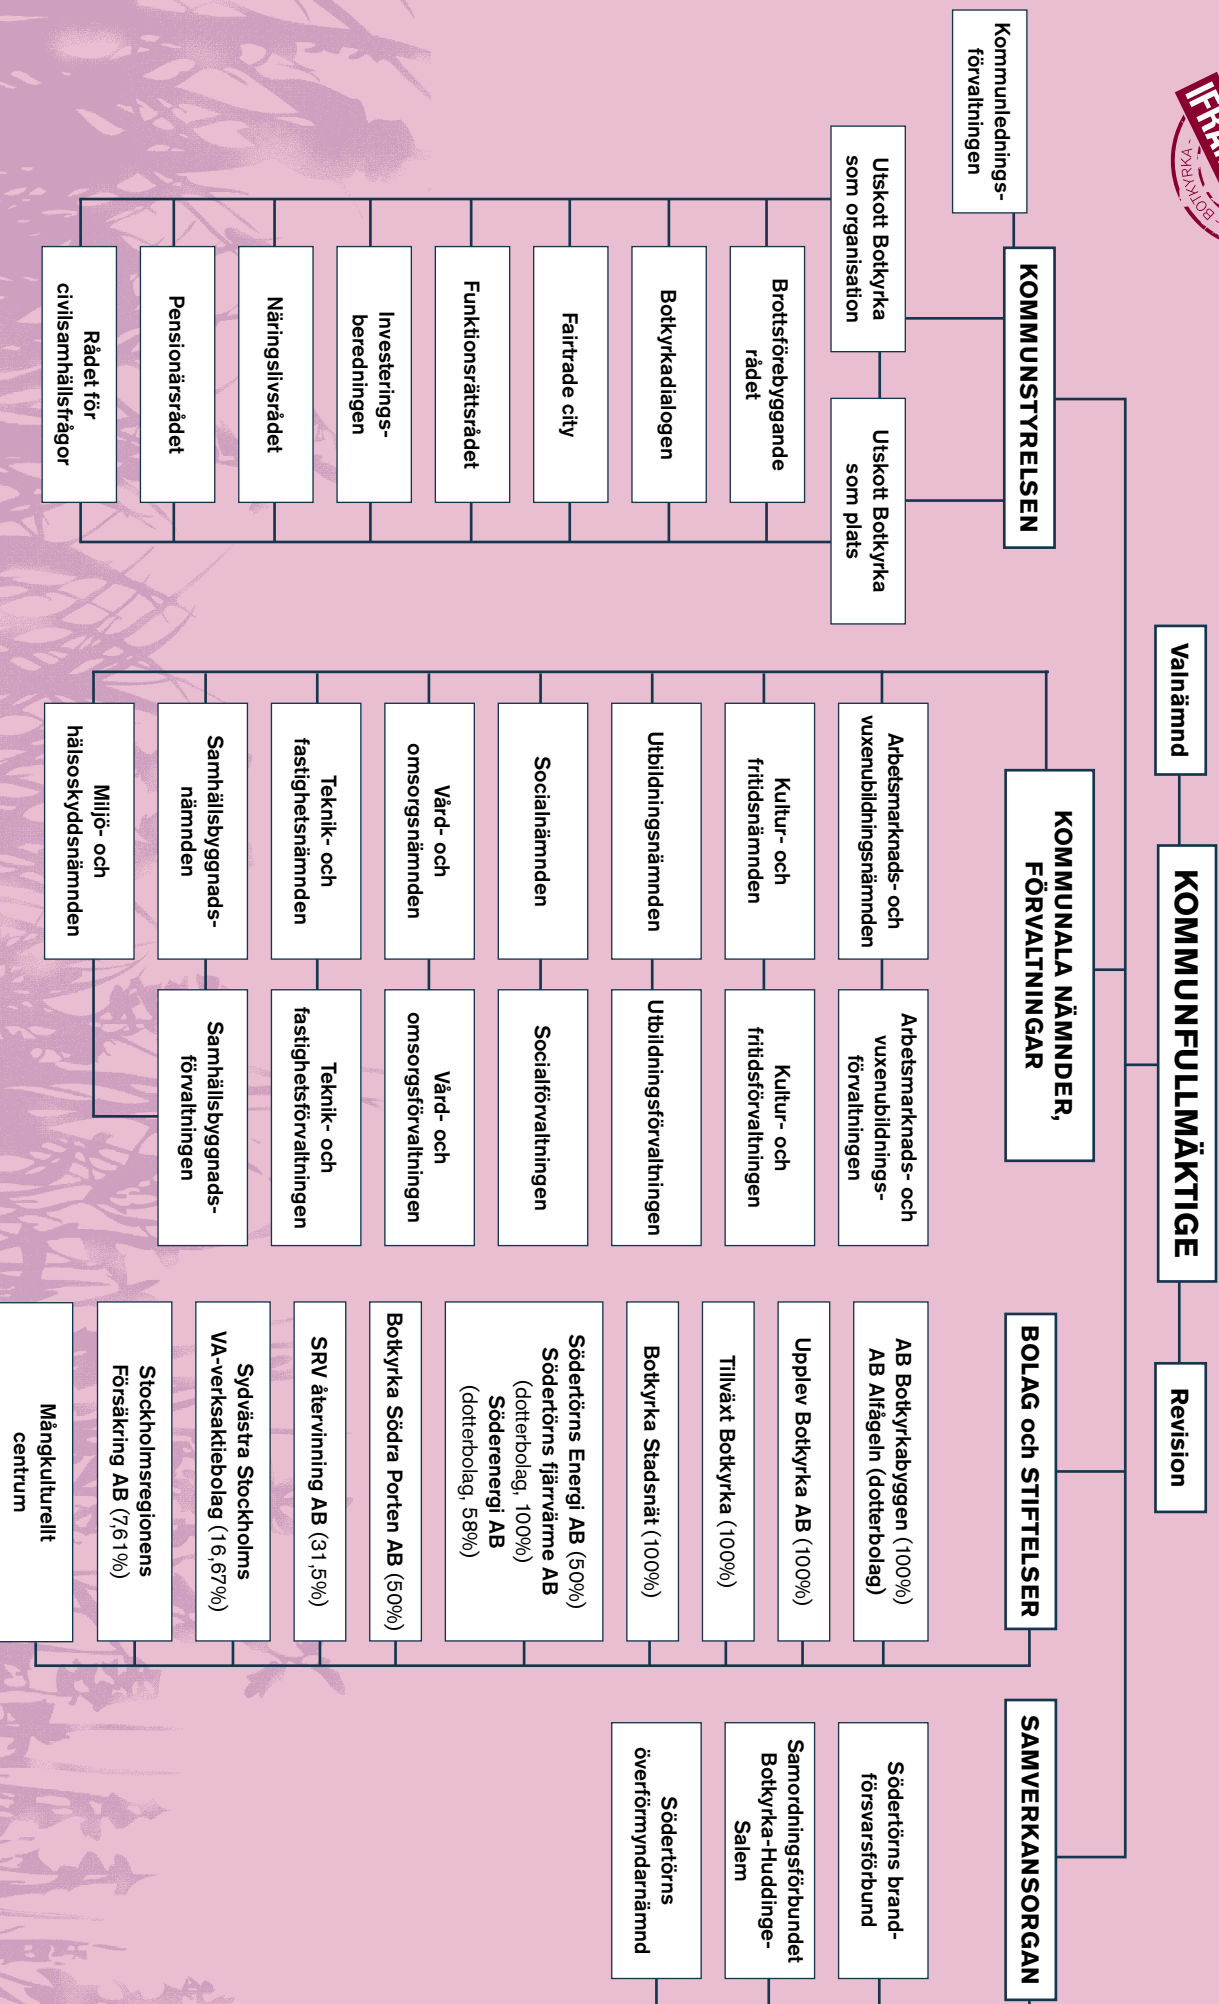 IFRA
- BOTKYRKA -
Valnämnd
KOMMUNFULLMÄKTIGE
Revision
Kommunlednings-
förvaltningen
KOMMUNSTYRELSEN
Utskott Botkyrka
som organisation
Utskott Botkyrka
som plats
Brottsförebyggande
rådet
Botkyrkadialogen
Fairtrade city
Funktionsrättsrådet
Investerings-
beredningen
Näringslivsrådet
Pensionärsrådet
Rådet för
civilsamhällsfrågor
KOMMUNALA NÄMNDER,
FÖRVALTNINGAR
Arbetsmarknads- och
vuxenubildningsnämnden
Arbetsmarknads- och
vuxenubildnings-
förvaltningen
Kultur- och
fritidsnämnden
Kultur- och
fritidsförvaltningen
Utbildningsnämnden
Utbildningsförvaltningen
Socialnämnden
Socialförvaltningen
Vård- och
omsorgsnämnden
Vård- och
omsorgsförvaltningen
Teknik- och
fastighetsnämnden
Teknik- och
fastighetsförvaltningen
Samhällsbyggnads-
nämnden
Samhällsbyggnads-
förvaltningen
Miljö- och
hälsoskyddsnämnden
BOLAG och STIFTELSER
AB Botkyrkabyggen (100%)
AB Alfågeln (dotterbolag)
Upplev Botkyrka AB (100%)
Tillväxt Botkyrka (100%)
Botkyrka Stadsnät (100%)
Södertörns Energi AB (50%)
Södertörns fjärrvärme AB
(dotterbolag, 100%)
Söderenergi AB
(dotterbolag, 58%)
Botkyrka Södra Porten AB (50%)
SRV återvinning AB (31,5%)
Sydvästra Stockholms
VA-verksaktiebolag (16,67%)
Stockholmsregionens
Försäkring AB (7,61%)
Mångkulturellt
centrum
SAMVERKANSORGAN
Södertörns brand-
försvarsförbund
Samordningsförbundet
Botkyrka-Huddinge-
Salem
Södertörns
överförmyndarnämnd